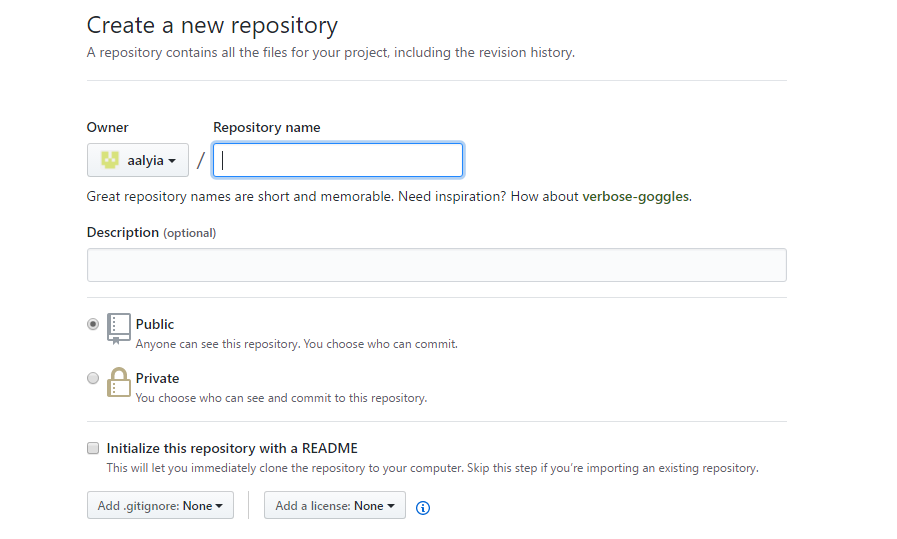 Create a new repository
A repository contains all the files for your project, including the revision history.
Owner Repository name
aalyia /
Great repository names are short and memorable. Need inspiration? How about verbose-goggles.
Description (optional)
Public
Anyone can see this repository. You choose who can commit.
Private
You choose who can see and commit to this repository.
Initialize this repository with a README
This will let you immediately clone the repository to your computer. Skip this step if you’re importing an existing repository.
Add .gitignore: None Add a license: None